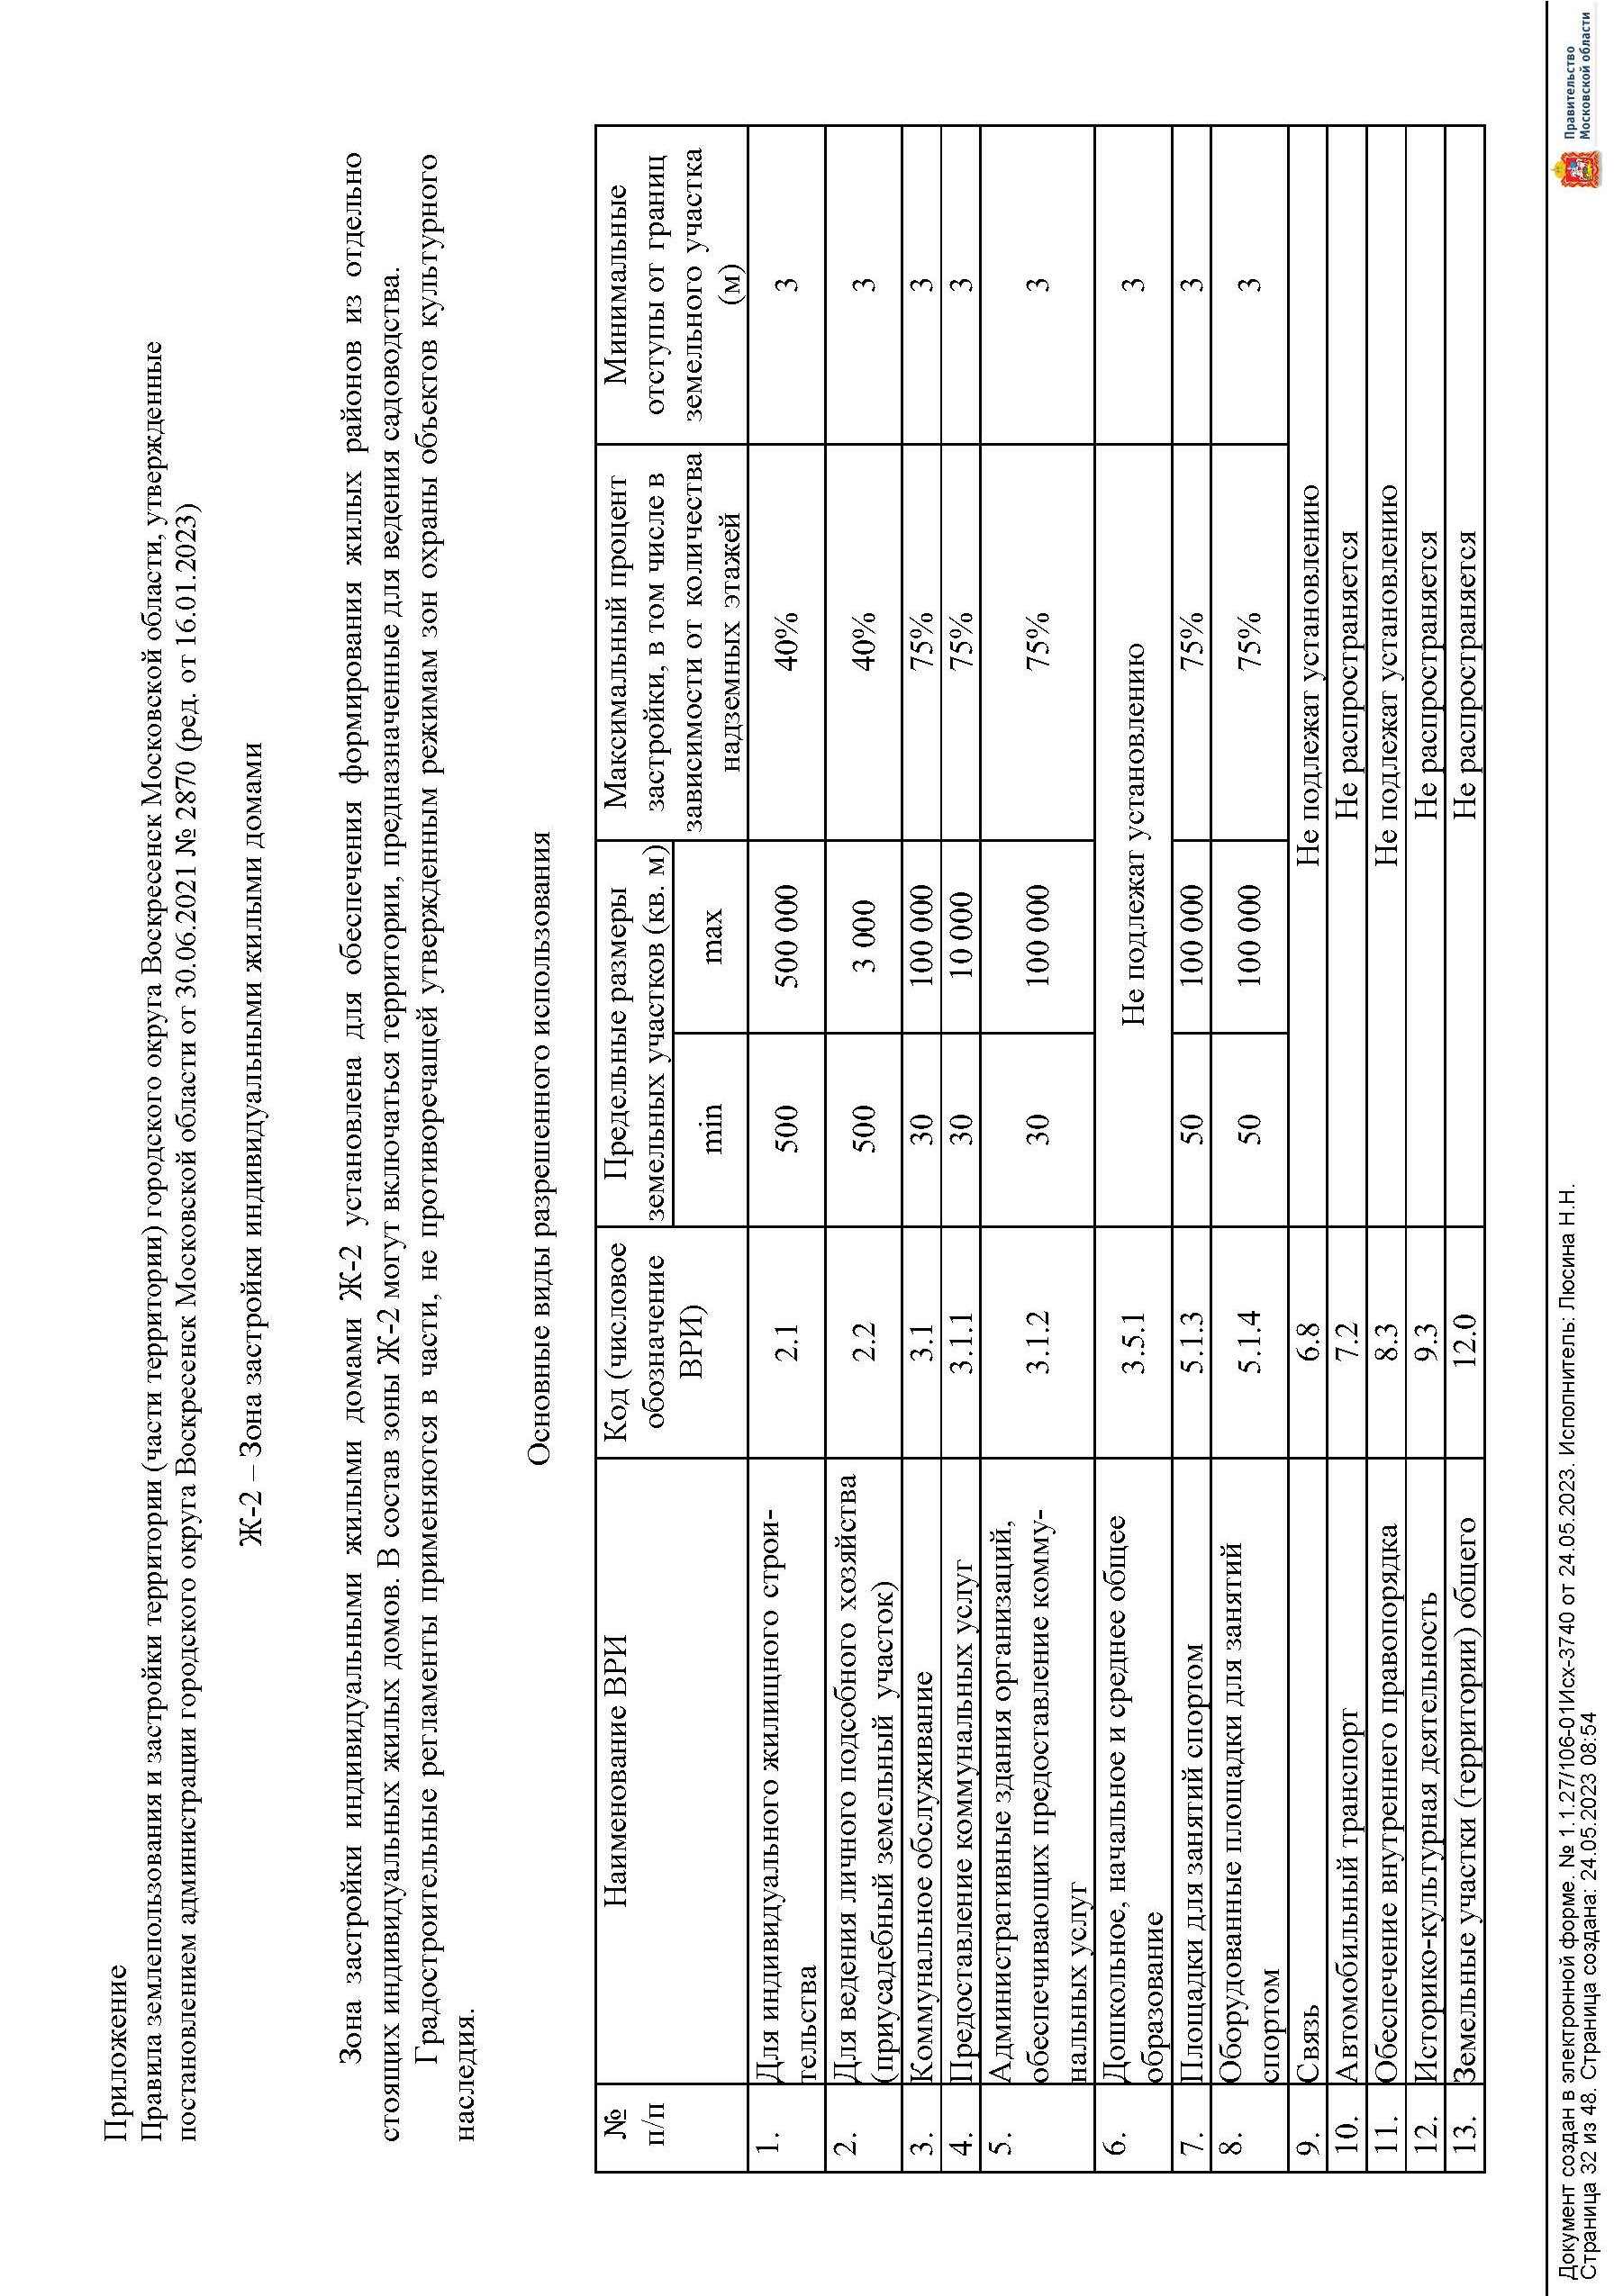 Приложение
Правила землепользования и застройки территории (части территории) городского округа Воскресенск Московской области, утвержденные
постановлением администрации городского округа Воскресенск Московской области от 30.06.2021 № 2870 (ред. от 16.01.2023)
Ж-2 – Зона застройки индивидуальными жилыми домами
Зона застройки индивидуальными жилыми домами Ж-2 установлена для обеспечения формирования жилых районов из отдельно
стоящих индивидуальных жилых домов. В состав зоны Ж-2 могут включаться территории, предназначенные для ведения садоводства.
Градостроительные регламенты применяются в части, не противоречащей утвержденным режимам зон охраны объектов культурного
наследия.
Основные виды разрешенного использования
№
п/п
Наименование ВРИ
Код (числовое
обозначение
ВРИ)
Предельные размеры
земельных участков (кв. м)
min
max
Максимальный процент
застройки, в том числе в
зависимости от количества
надземных этажей
Минимальные
отступы от границ
земельного участка
(м)
1. Для индивидуального жилищного строи-
тельства 2.1 500 500 000 40% 3
2. Для ведения личного подсобного хозяйства
(приусадебный земельный участок) 2.2 500 3 000 40% 3
3. Коммунальное обслуживание 3.1 30 100 000 75% 3
4. Предоставление коммунальных услуг 3.1.1 30 10 000 75% 3
5. Административные здания организаций,
обеспечивающих предоставление комму-
нальных услуг 3.1.2 30 100 000 75% 3
6. Дошкольное, начальное и среднее общее
образование 3.5.1 Не подлежат установлению 3
7. Площадки для занятий спортом 5.1.3 50 100 000 75% 3
8. Оборудованные площадки для занятий
спортом 5.1.4 50 100 000 75% 3
9. Связь 6.8 Не подлежат установлению
10. Автомобильный транспорт 7.2 Не распространяется
11. Обеспечение внутреннего правопорядка 8.3 Не подлежат установлению
12. Историко-культурная деятельность 9.3 Не распространяется
13. Земельные участки (территории) общего 12.0 Не распространяется
Документ создан в электронной форме. № 1.1.27/106-01Исх-3740 от 24.05.2023. Исполнитель: Люсина Н.Н.
Страница 32 из 48. Страница создана: 24.05.2023 08:54
Правительство
Московской области